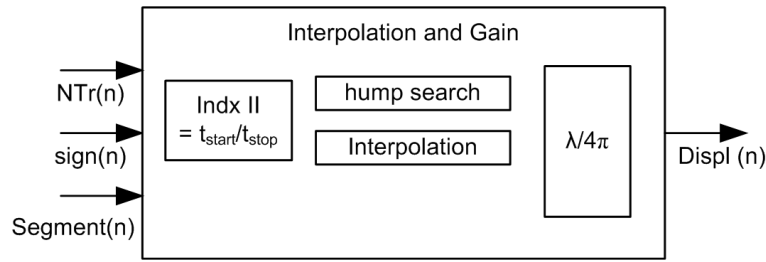 Interpolation and Gain
NTr(n)
sign(n)
Segment(n)
Indx II
= tstart/tstop
hump search
Interpolation
λ/4π
Displ (n)